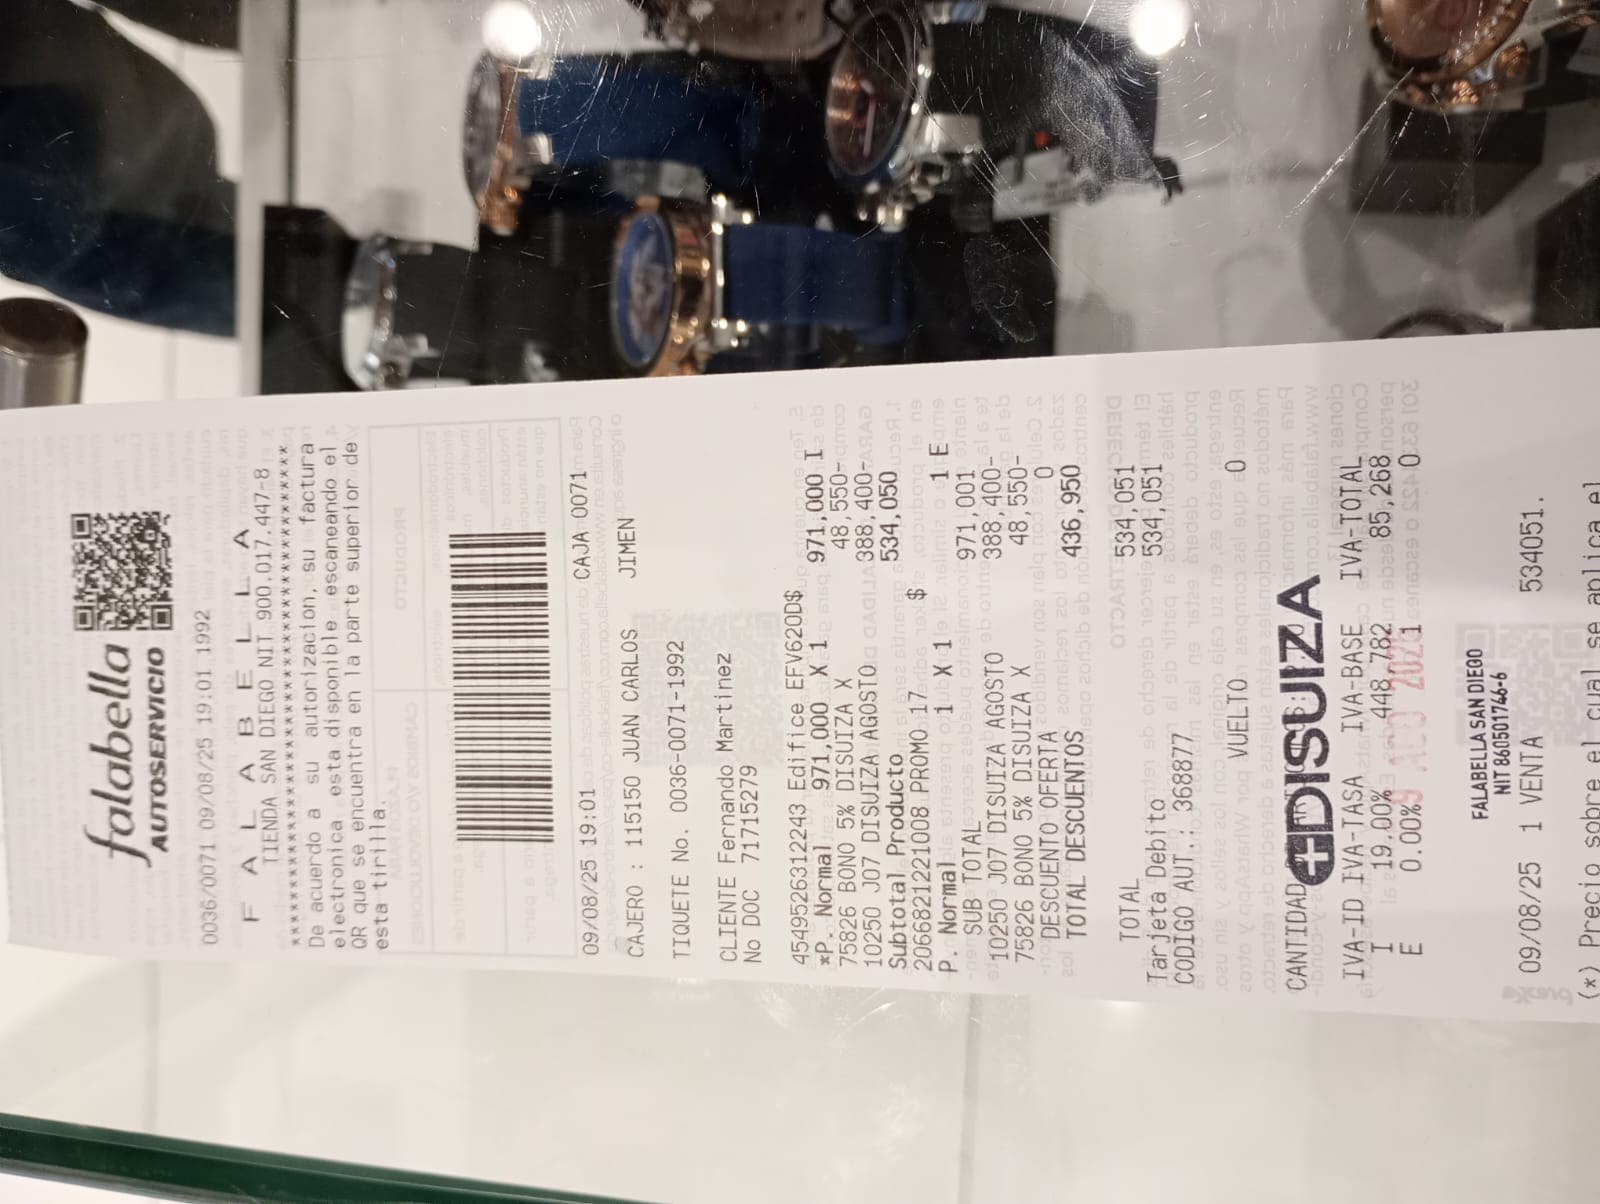 falabella
AUTOSERVICIO
0036/0071 09/08/25 19:01 1992
F A L A B E L L A
TIENDA SAN DIEGO NIT 900.017.447-8
De acuerdo a su autorizacion, su factura
electronica esta disponible escaneando el
QR que se encuentra en la parte superior de
esta tirilla.
09/08/25 19:01 CAJA 0071
CAJERO : 115150 JUAN CARLOS JIMEN
TIQUETE No. 0036-0071-1992
CLIENTE Fernando Martinez
No DOC 71715279
4549526312243 Edifice EFV620D$
*P. Normal 971,000 X 1 971,000 I
75826 BONO 5% DISUIZA X 48,550-
10250 JO7 DISUIZA AGOSTO 388,400-
Subtotal Producto 534,050
2066821221008 PROMO 17 $
P. Normal 1 X 1 1 E
SUB TOTAL 971,001
10250 JO7 DISUIZA AGOSTO 388,400-
75826 BONO 5% DISUIZA X 48,550-
DESCUENTO OFERTA 0
TOTAL DESCUENTOS 436,950
TOTAL 534,051
Tarjeta Debito 534,051
CODIGO AUT.: 368877
VUELTO 0
CANTIDAD
DISUIZA
IVA-ID IVA-TASA IVA-BASE IVA-TOTAL
I 19.00% 448,782 85,268
E 0.00% 1 0
FALABELLA SAN DIEGO
NIT 860501746-6
09/08/25 1 VENTA 534051.
(*) Precio sobre el cual se aplica el